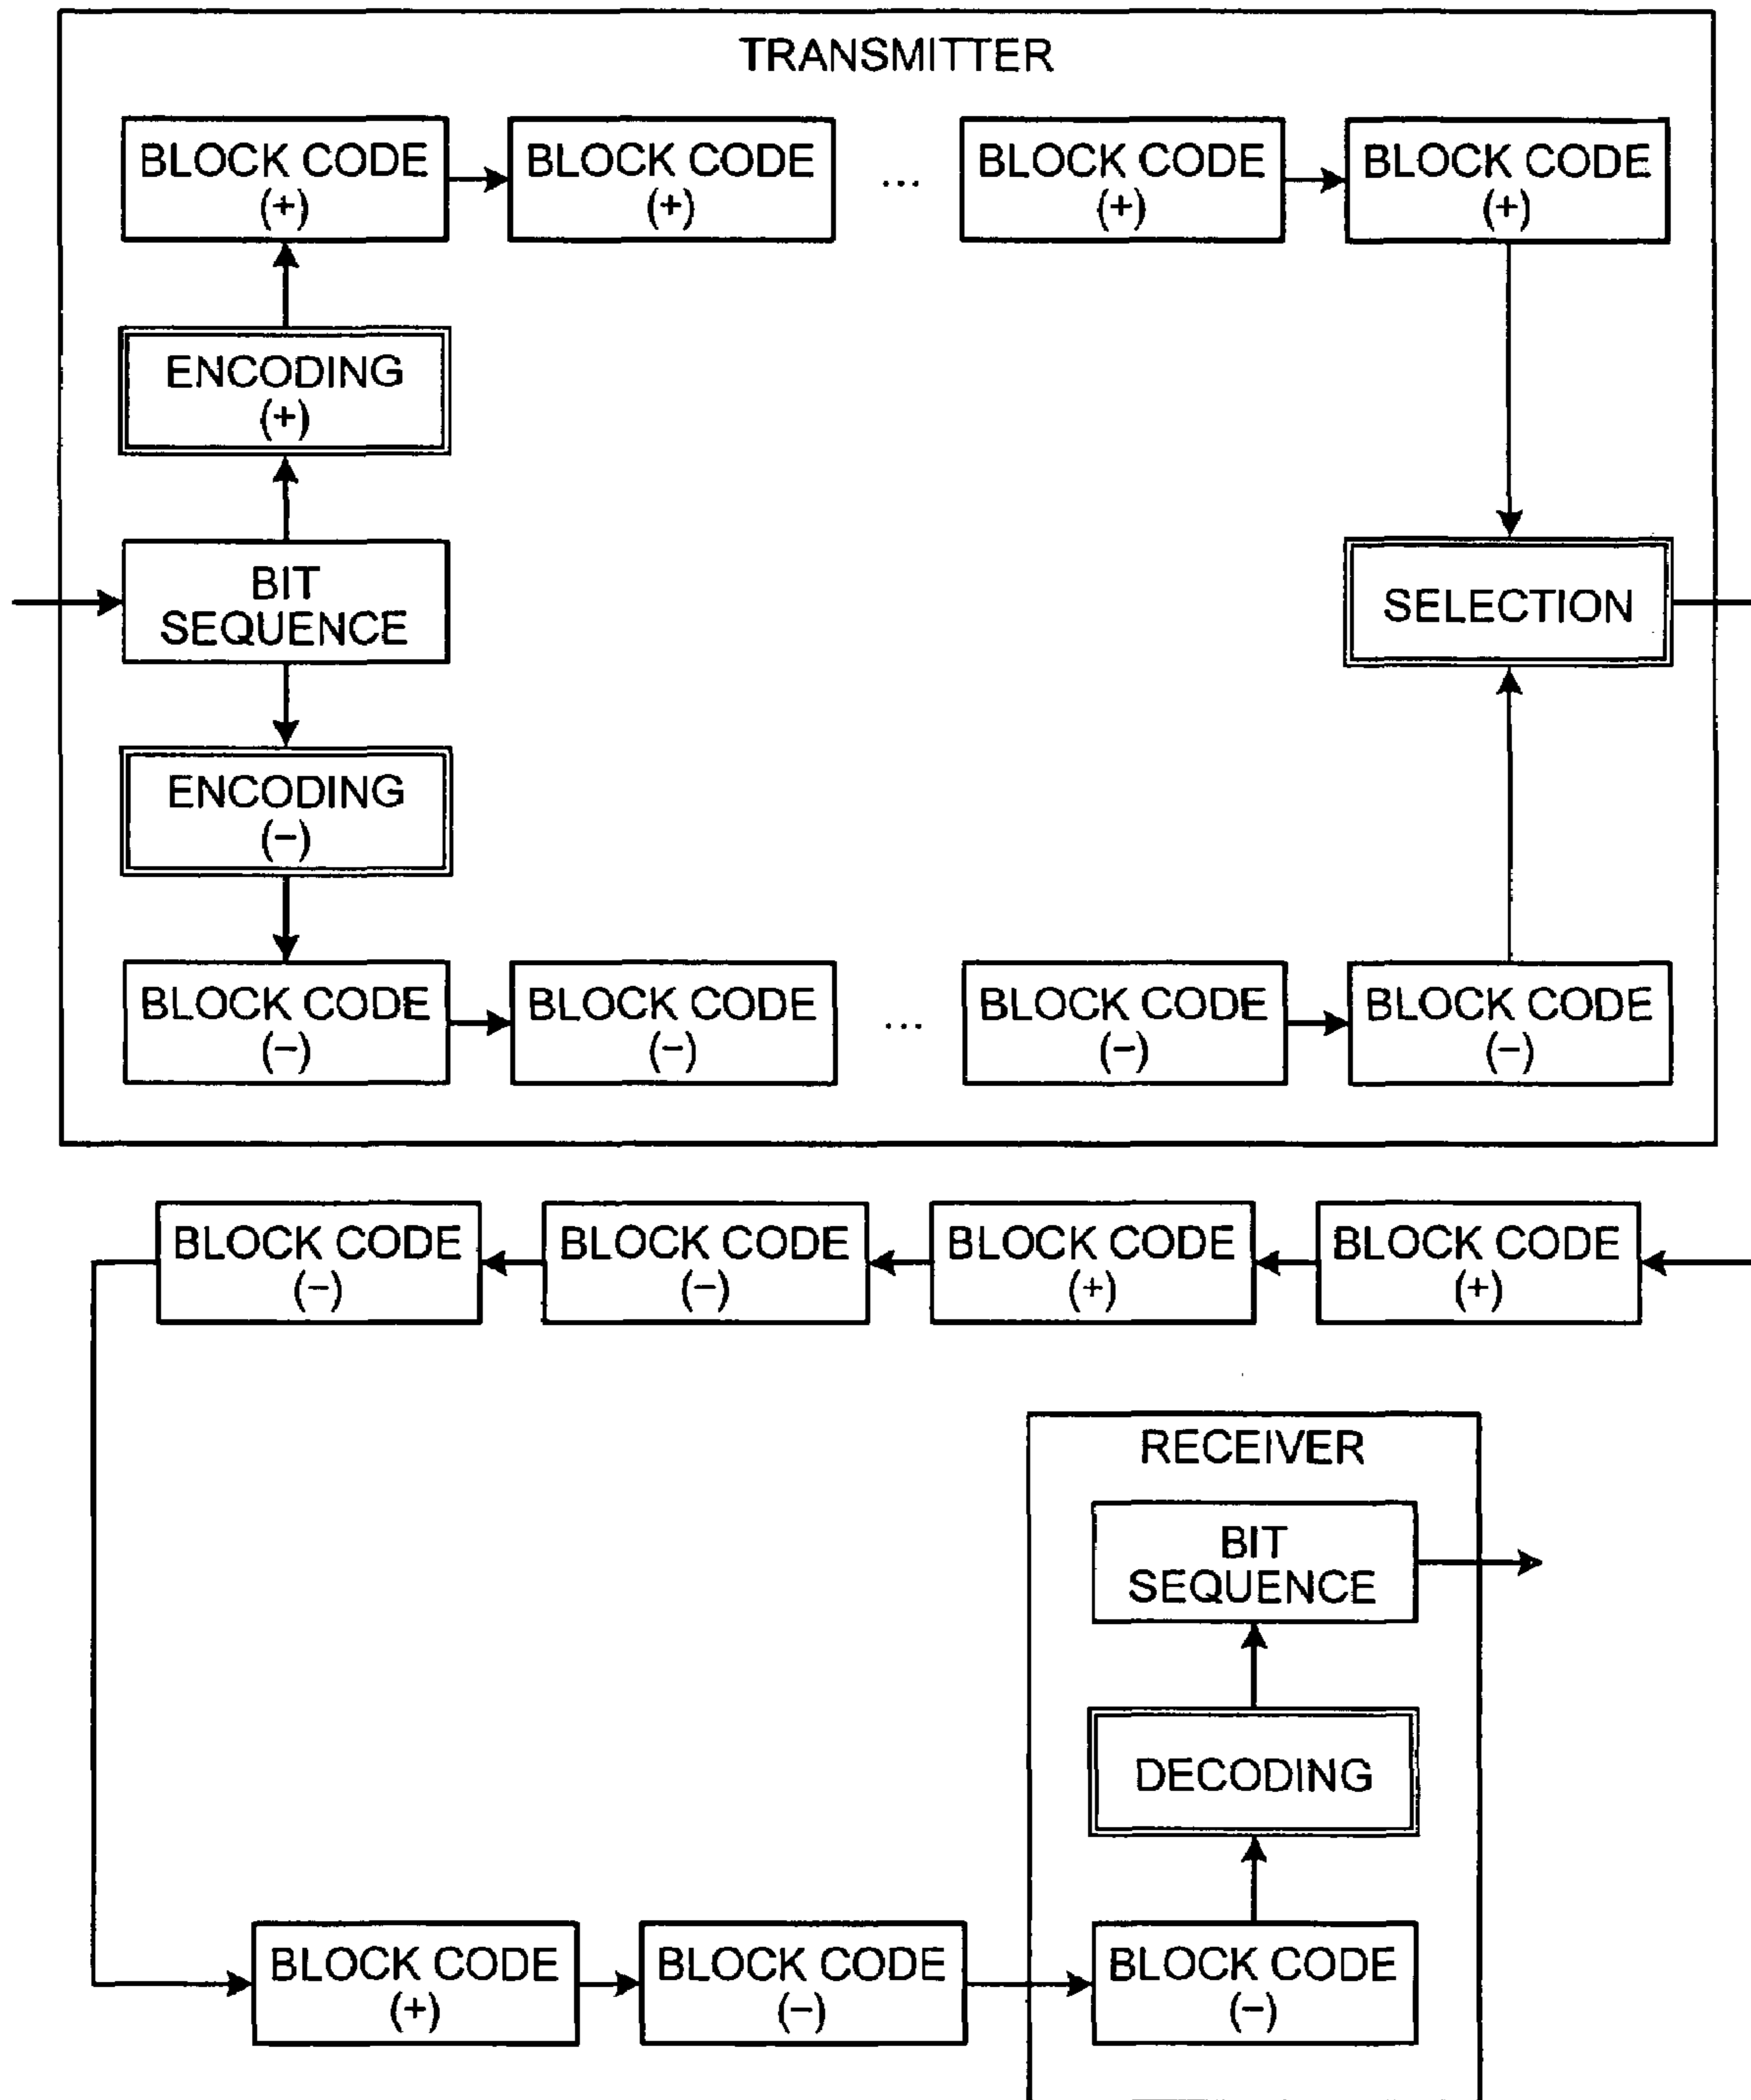 TRANSMITTER
BLOCK CODE
(+)
BLOCK CODE
(+)
...
BLOCK CODE
(+)
BLOCK CODE
(+)
ENCODING
(+)
BIT
SEQUENCE
SELECTION
ENCODING
(−)
BLOCK CODE
(−)
BLOCK CODE
(−)
...
BLOCK CODE
(−)
BLOCK CODE
(−)
BLOCK CODE
(−)
BLOCK CODE
(−)
BLOCK CODE
(+)
BLOCK CODE
(+)
RECEIVER
BIT
SEQUENCE
DECODING
BLOCK CODE
(+)
BLOCK CODE
(−)
BLOCK CODE
(−)